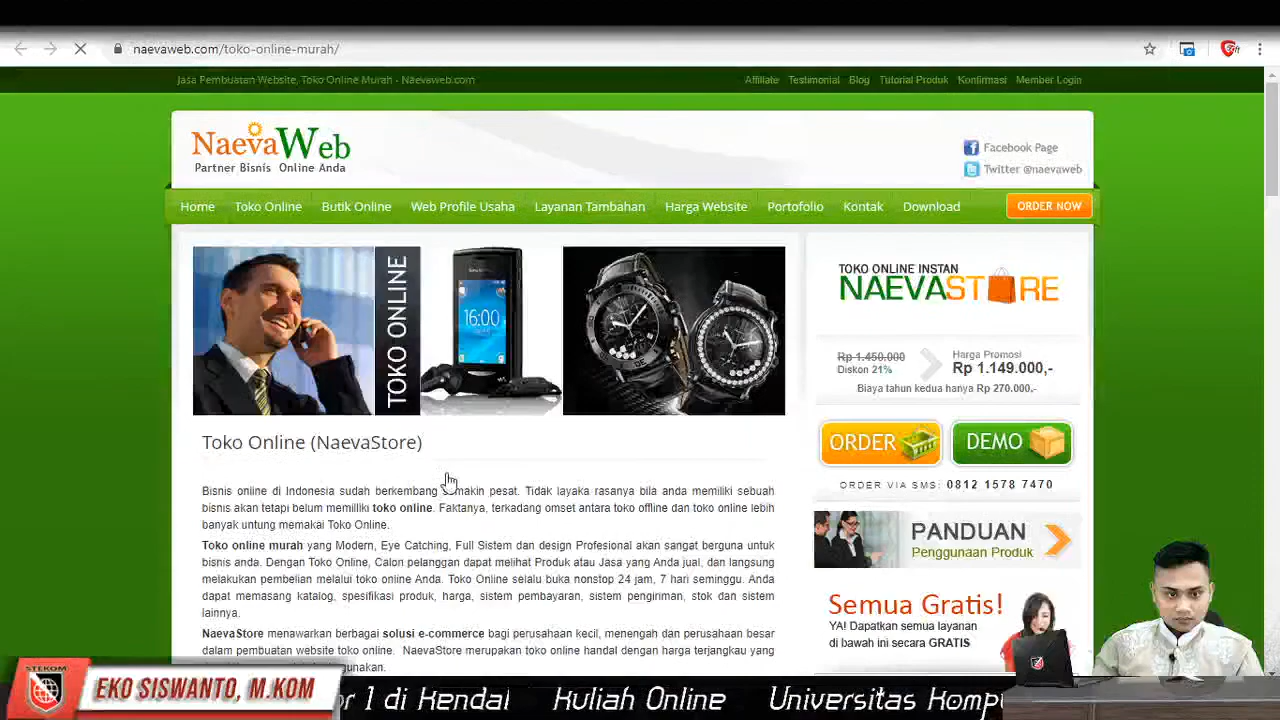 naevaweb.com/toko-online-murah/
Jasa Pembuatan Website, Toko Online Murah - Naevaweb.com
Affiliate Testimonial Blog Tutorial Produk Konfirmasi Member Login
NaevaWeb
Partner Bisnis Online Anda
Facebook Page
Twitter @naevaweb
Home Toko Online Butik Online Web Profile Usaha Layanan Tambahan Harga Website Portofolio Kontak Download ORDER NOW
TOKO ONLINE
16:00
TOKO ONLINE INSTAN
NAEVASTORE
Rp 1.450.000
Diskon 21%
Harga Promosi
Rp 1.149.000,-
Biaya tahun kedua hanya Rp 270.000.-
ORDER
DEMO
ORDER VIA SMS: 0812 1578 7470
PANDUAN
Penggunaan Produk
Semua Gratis!
YA! Dapatkan semua layanan
di bawah ini secara GRATIS
Toko Online (NaevaStore)
Bisnis online di Indonesia sudah berkembang semakin pesat. Tidak layaka rasanya bila anda memiliki sebuah
bisnis akan tetapi belum memilliki toko online. Faktanya, terkadang omset antara toko offline dan toko online lebih
banyak untung memakai Toko Online.
Toko online murah yang Modern, Eye Catching, Full Sistem dan design Profesional akan sangat berguna untuk
bisnis anda. Dengan Toko Online, Calon pelanggan dapat melihat Produk atau Jasa yang Anda jual, dan langsung
melakukan pembelian melalui toko online Anda. Toko Online selalu buka nonstop 24 jam, 7 hari seminggu. Anda
dapat memasang katalog, spesifikasi produk, harga, sistem pembayaran, sistem pengiriman, stok dan sistem
lainnya.
NaevaStore menawarkan berbagai solusi e-commerce bagi perusahaan kecil, menengah dan perusahaan besar
dalam pembuatan website toko online. NaevaStore merupakan toko online handal dengan harga terjangkau yang
STEKOM
EKO SISWANTO, M.KOM
1 di Kendal Kuliah Online Universitas